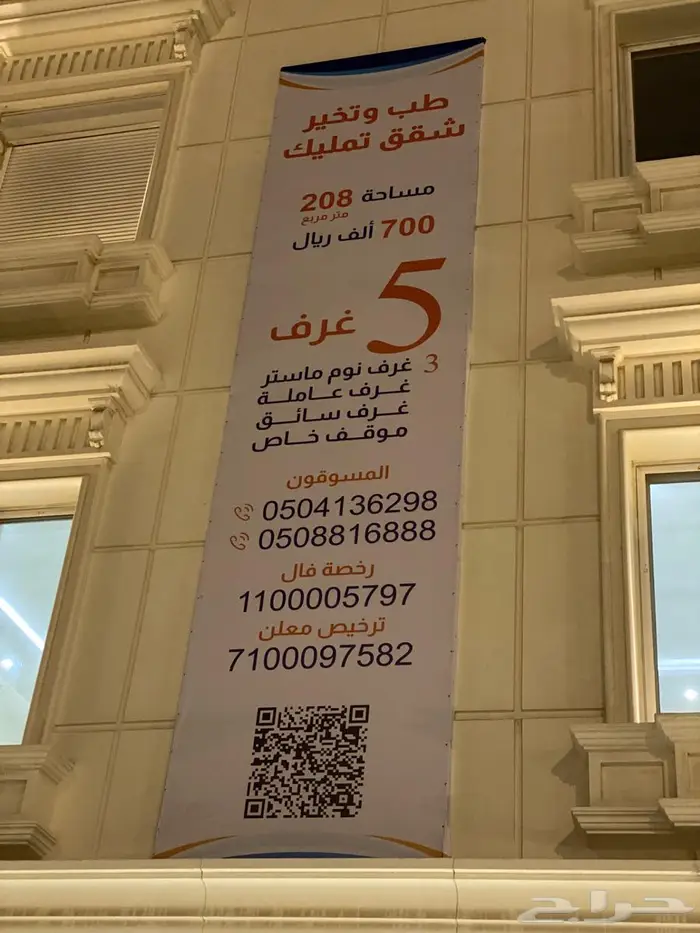 طب وتخير
شقق تمليك
مساحة 208
متر مربع
700 ألف ريال
5 غرف
3 غرف نوم ماستر
غرف عاملة
غرف سائق
موقف خاص
المسوقون
0504136298
0508816888
رخصة فال
1100005797
ترخيص معلن
7100097582
حراج